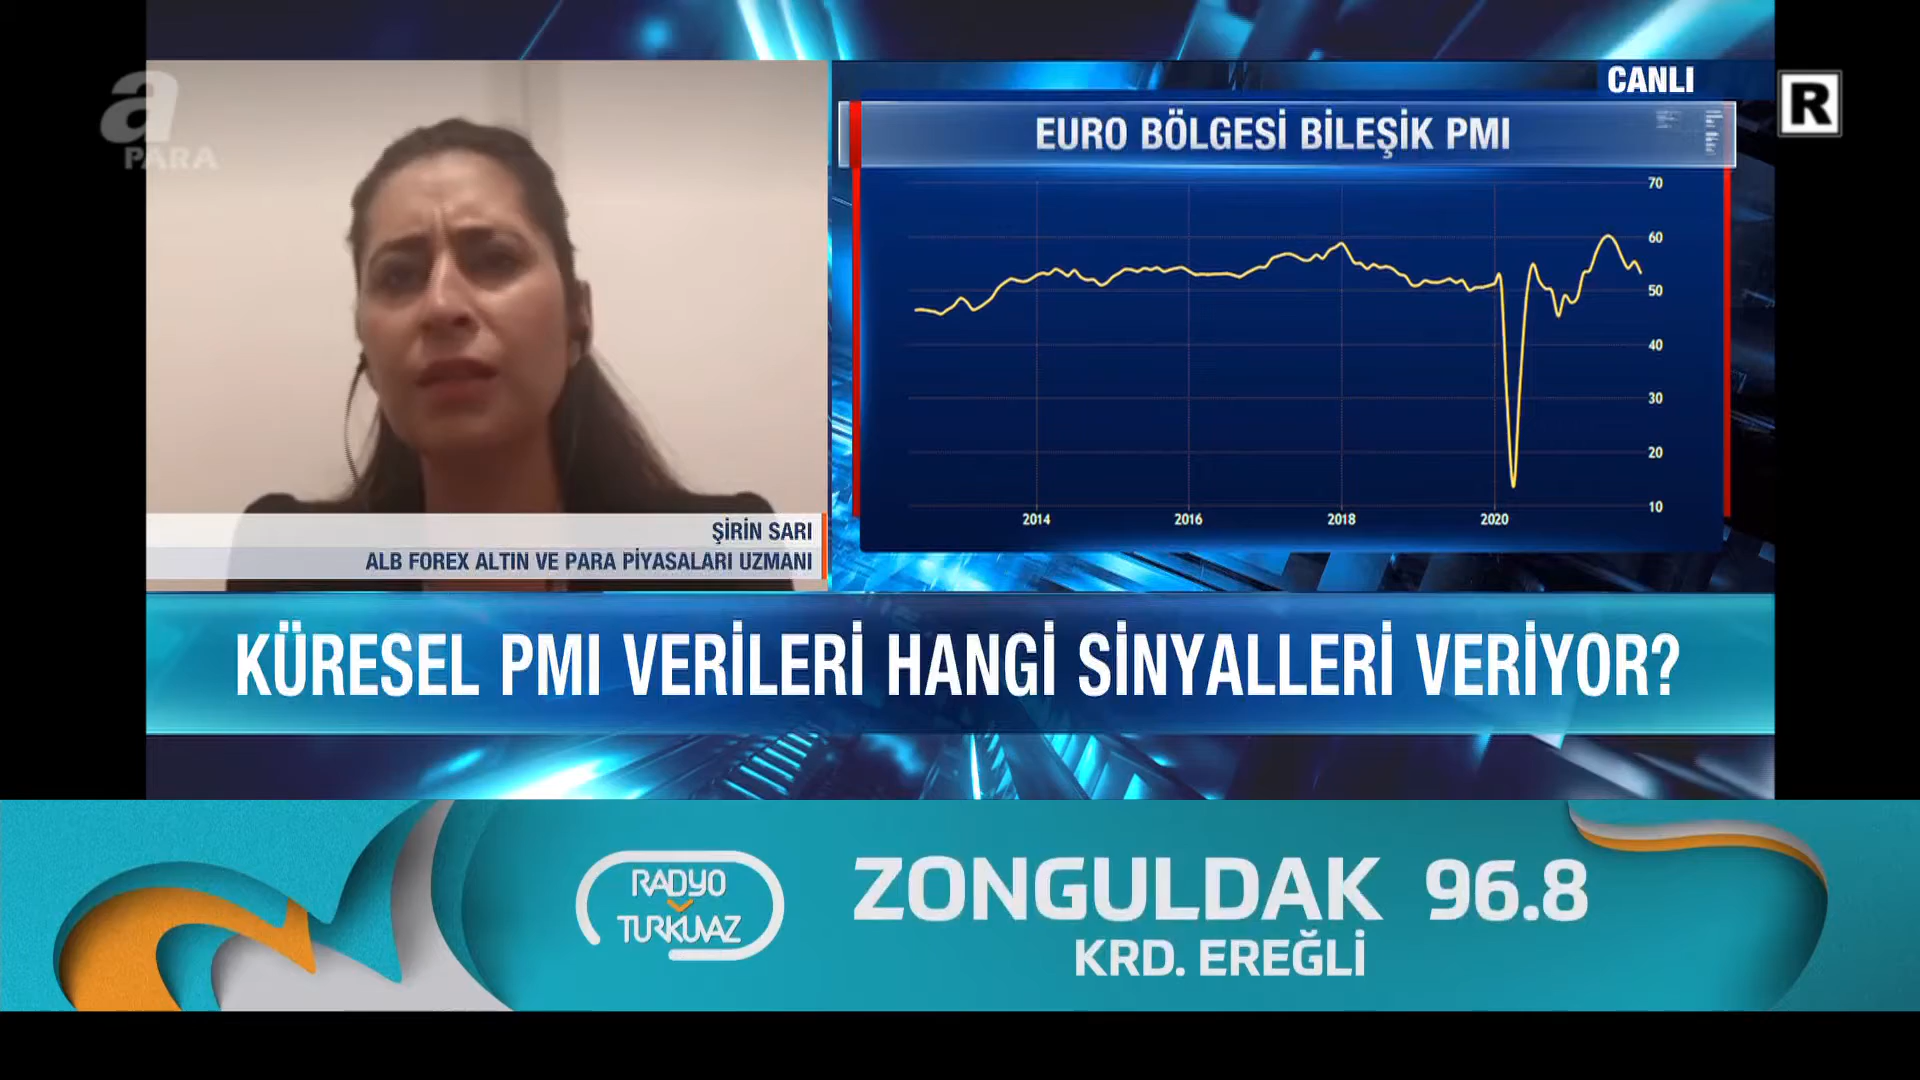 a
PARA
CANLI
R
EURO BÖLGESİ BİLEŞİK PMI
70
60
50
40
30
20
10
2014
2016
2018
2020
ŞİRİN SARI
ALB FOREX ALTIN VE PARA PİYASALARI UZMANI
KÜRESEL PMI VERİLERİ HANGİ SİNYALLERİ VERİYOR?
RADYO
TURKUVAZ
ZONGULDAK 96.8
KRD. EREĞLİ